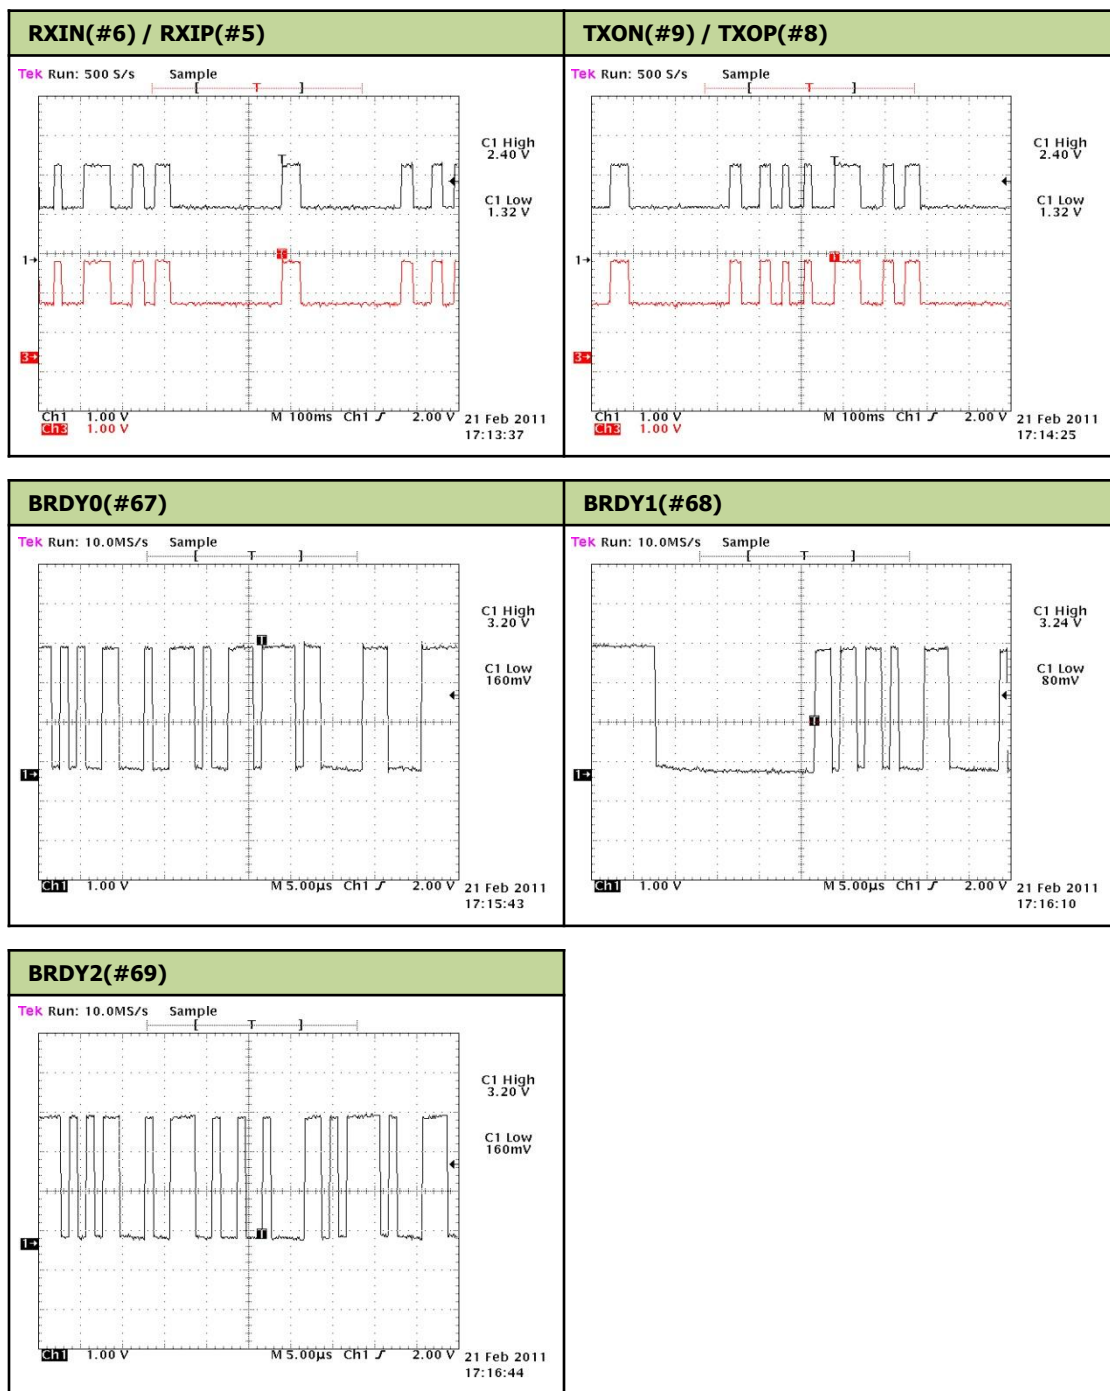 RXIN(#6) / RXIP(#5)
Tek Run: 500 S/s Sample
[ T ]
C1 High
2.40 V
C1 Low
1.32 V
T
T
1→
3→
Ch1 1.00 V M 100ms Ch1 ƒ 2.00 V
Ch3 1.00 V
21 Feb 2011
17:13:37
TXON(#9) / TXOP(#8)
Tek Run: 500 S/s Sample
[ T ]
C1 High
2.40 V
C1 Low
1.32 V
T
T
1→
3→
Ch1 1.00 V M 100ms Ch1 ƒ 2.00 V
Ch3 1.00 V
21 Feb 2011
17:14:25
BRDY0(#67)
Tek Run: 10.0MS/s Sample
[ T ]
C1 High
3.20 V
C1 Low
160mV
T
1→
Ch1 1.00 V M 5.00µs Ch1 ƒ 2.00 V
21 Feb 2011
17:15:43
BRDY1(#68)
Tek Run: 10.0MS/s Sample
[ T ]
C1 High
3.24 V
C1 Low
80mV
T
1→
Ch1 1.00 V M 5.00µs Ch1 ƒ 2.00 V
21 Feb 2011
17:16:10
BRDY2(#69)
Tek Run: 10.0MS/s Sample
[ T ]
C1 High
3.20 V
C1 Low
160mV
T
1→
Ch1 1.00 V M 5.00µs Ch1 ƒ 2.00 V
21 Feb 2011
17:16:44